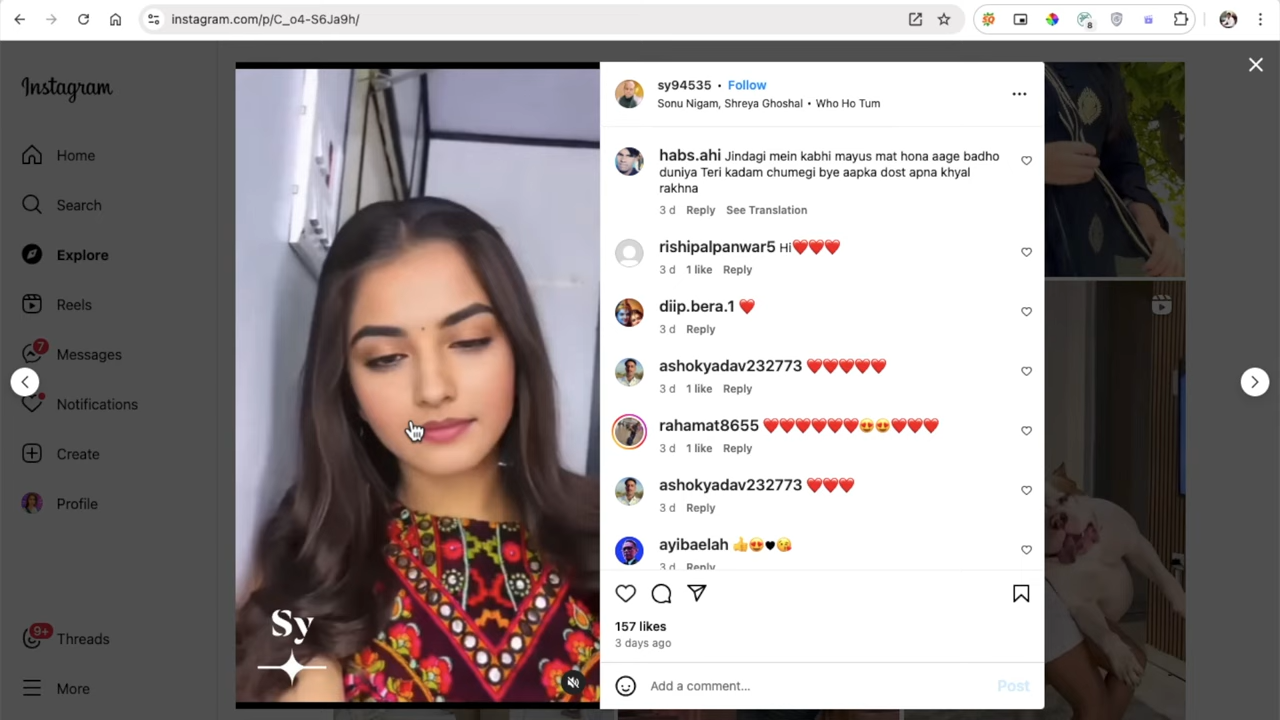 instagram.com/p/C_o4-S6Ja9h/
8
Instagram
Home
Search
Explore
Reels
7
Messages
Notifications
Create
Profile
9+
Threads
More
Sy
sy94535 • Follow
Sonu Nigam, Shreya Ghoshal • Who Ho Tum
habs.ahi Jindagi mein kabhi mayus mat hona aage badho
duniya Teri kadam chumegi bye aapka dost apna khyal
rakhna
3 d Reply See Translation
rishipalpanwar5 Hi❤️❤️❤️
3 d 1 like Reply
diip.bera.1 ❤️
3 d Reply
ashokyadav232773 ❤️❤️❤️❤️❤️
3 d 1 like Reply
rahamat8655 ❤️❤️❤️❤️❤️❤️😍😍❤️❤️❤️
3 d 1 like Reply
ashokyadav232773 ❤️❤️❤️
3 d Reply
ayibaelah 👍😍🖤😘
3 d Reply
157 likes
3 days ago
Add a comment...
Post